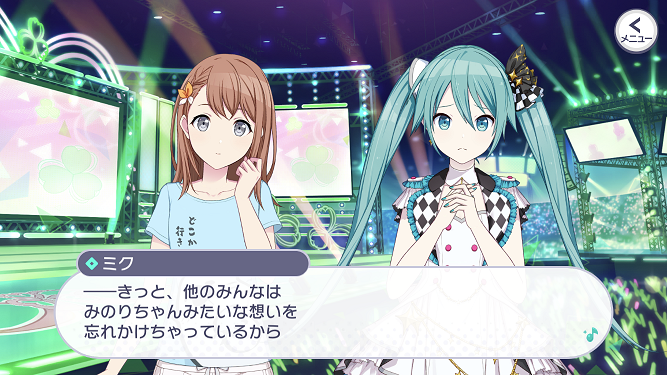 メニュー
どこか
行き
ミク
――きっと、他のみんなは
みのりちゃんみたいな想いを
忘れかけちゃっているから